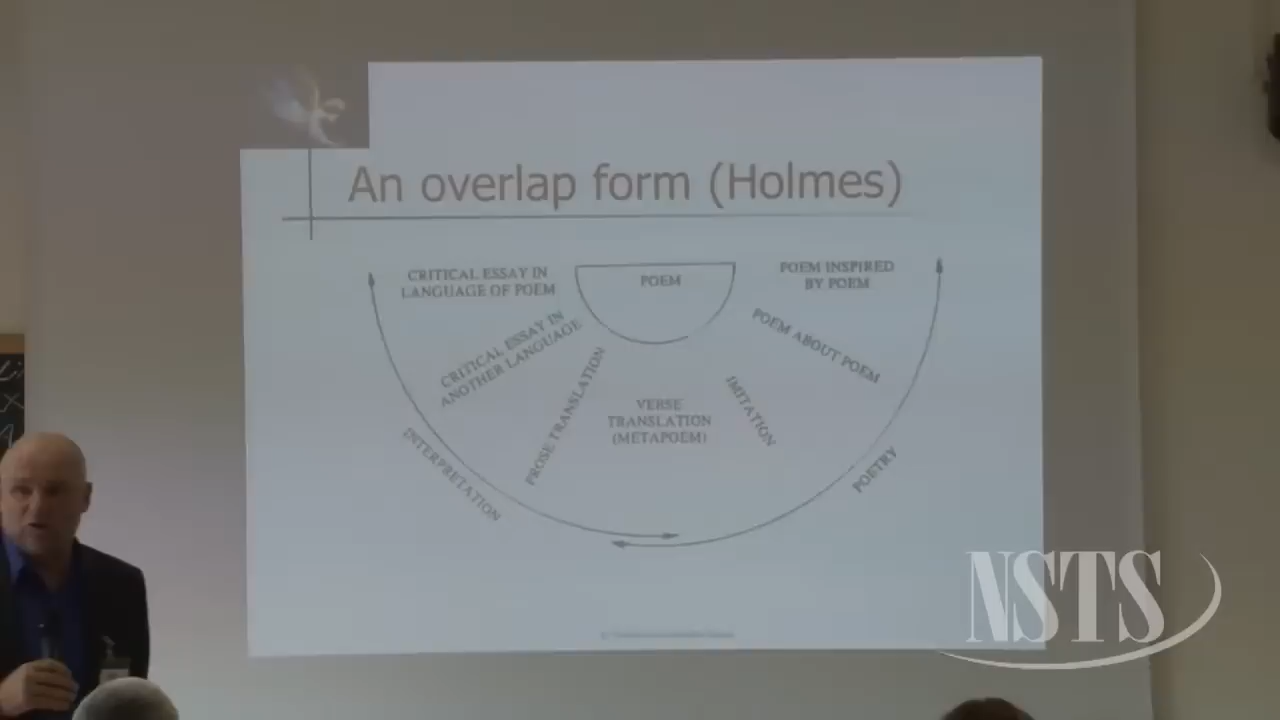 An overlap form (Holmes)
CRITICAL ESSAY IN
LANGUAGE OF POEM
POEM
POEM INSPIRED
BY POEM
CRITICAL ESSAY IN
ANOTHER LANGUAGE
POEM ABOUT POEM
PROSE TRANSLATION
VERSE
TRANSLATION
(METAPOEM)
IMITATION
INTERPRETATION
POETRY
NSTS